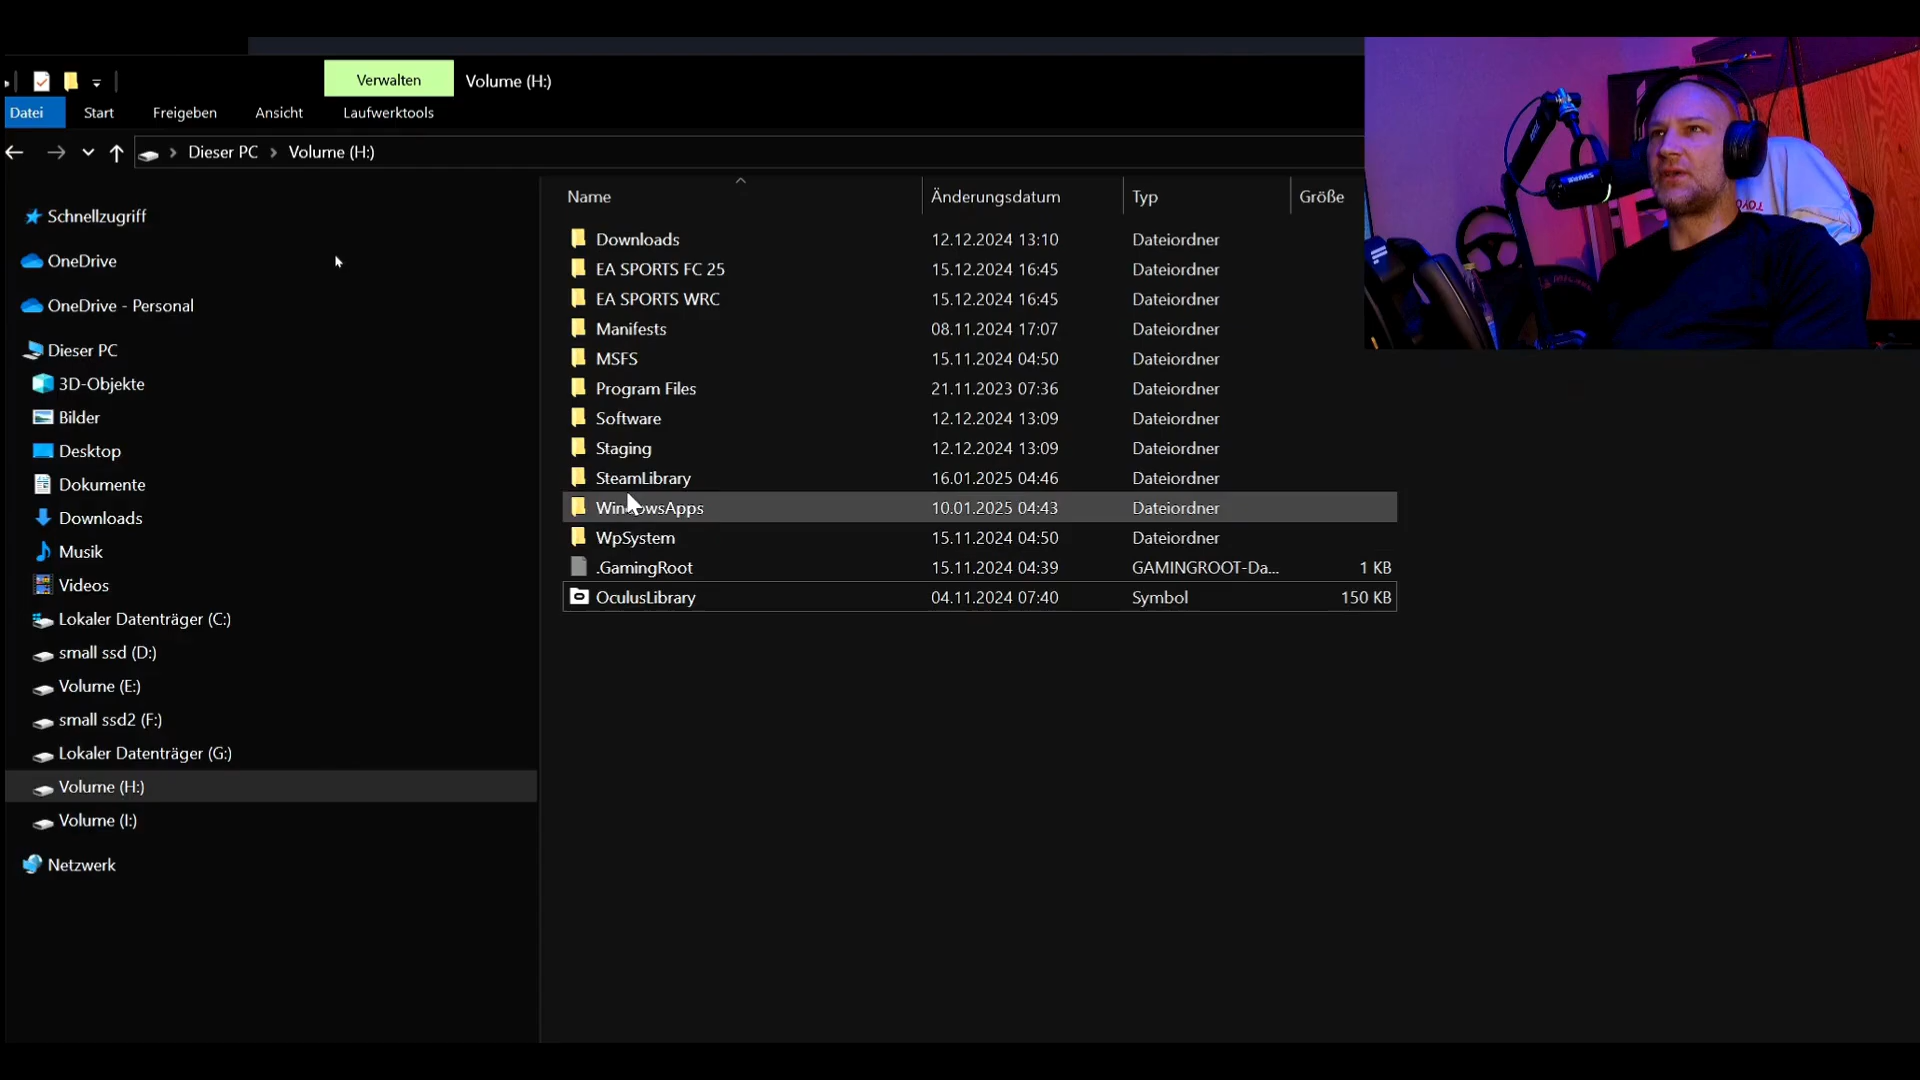 Verwalten Volume (H:)
Datei Start Freigeben Ansicht Laufwerktools
Dieser PC Volume (H:)
Name Änderungsdatum Typ Größe
Schnellzugriff
OneDrive
OneDrive - Personal
Dieser PC
3D-Objekte
Bilder
Desktop
Dokumente
Downloads
Musik
Videos
Lokaler Datenträger (C:)
small ssd (D:)
Volume (E:)
small ssd2 (F:)
Lokaler Datenträger (G:)
Volume (H:)
Volume (I:)
Netzwerk
Downloads 12.12.2024 13:10 Dateiordner
EA SPORTS FC 25 15.12.2024 16:45 Dateiordner
EA SPORTS WRC 15.12.2024 16:45 Dateiordner
Manifests 08.11.2024 17:07 Dateiordner
MSFS 15.11.2024 04:50 Dateiordner
Program Files 21.11.2023 07:36 Dateiordner
Software 12.12.2024 13:09 Dateiordner
Staging 12.12.2024 13:09 Dateiordner
SteamLibrary 16.01.2025 04:46 Dateiordner
WindowsApps 10.01.2025 04:43 Dateiordner
WpSystem 15.11.2024 04:50 Dateiordner
.GamingRoot 15.11.2024 04:39 GAMINGROOT-Da... 1 KB
OculusLibrary 04.11.2024 07:40 Symbol 150 KB